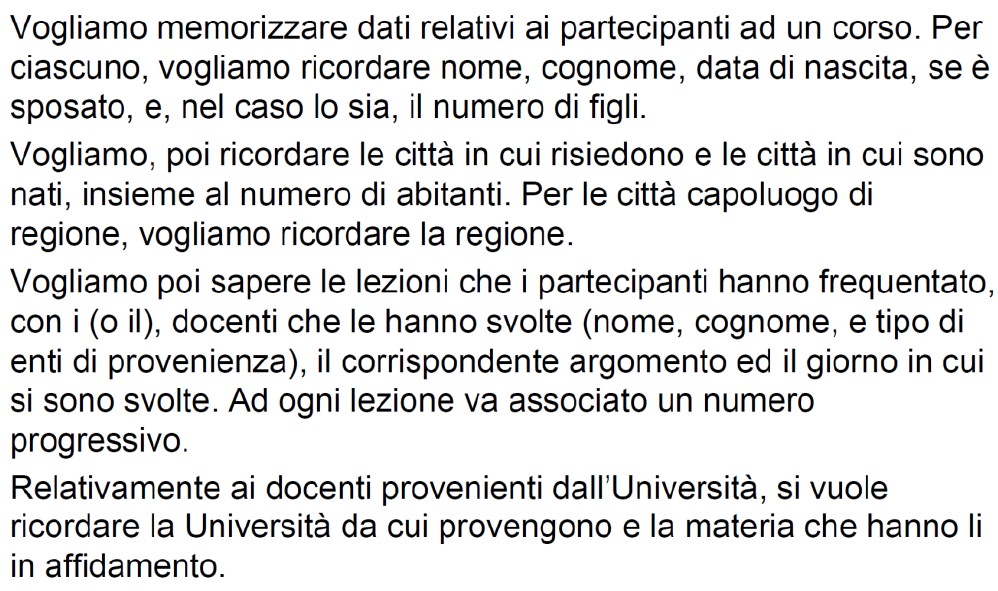 Vogliamo memorizzare dati relativi ai partecipanti ad un corso. Per
ciascuno, vogliamo ricordare nome, cognome, data di nascita, se è
sposato, e, nel caso lo sia, il numero di figli.
Vogliamo, poi ricordare le città in cui risiedono e le città in cui sono
nati, insieme al numero di abitanti. Per le città capoluogo di
regione, vogliamo ricordare la regione.
Vogliamo poi sapere le lezioni che i partecipanti hanno frequentato,
con i (o il), docenti che le hanno svolte (nome, cognome, e tipo di
enti di provenienza), il corrispondente argomento ed il giorno in cui
si sono svolte. Ad ogni lezione va associato un numero
progressivo.
Relativamente ai docenti provenienti dall'Università, si vuole
ricordare la Università da cui provengono e la materia che hanno li
in affidamento.